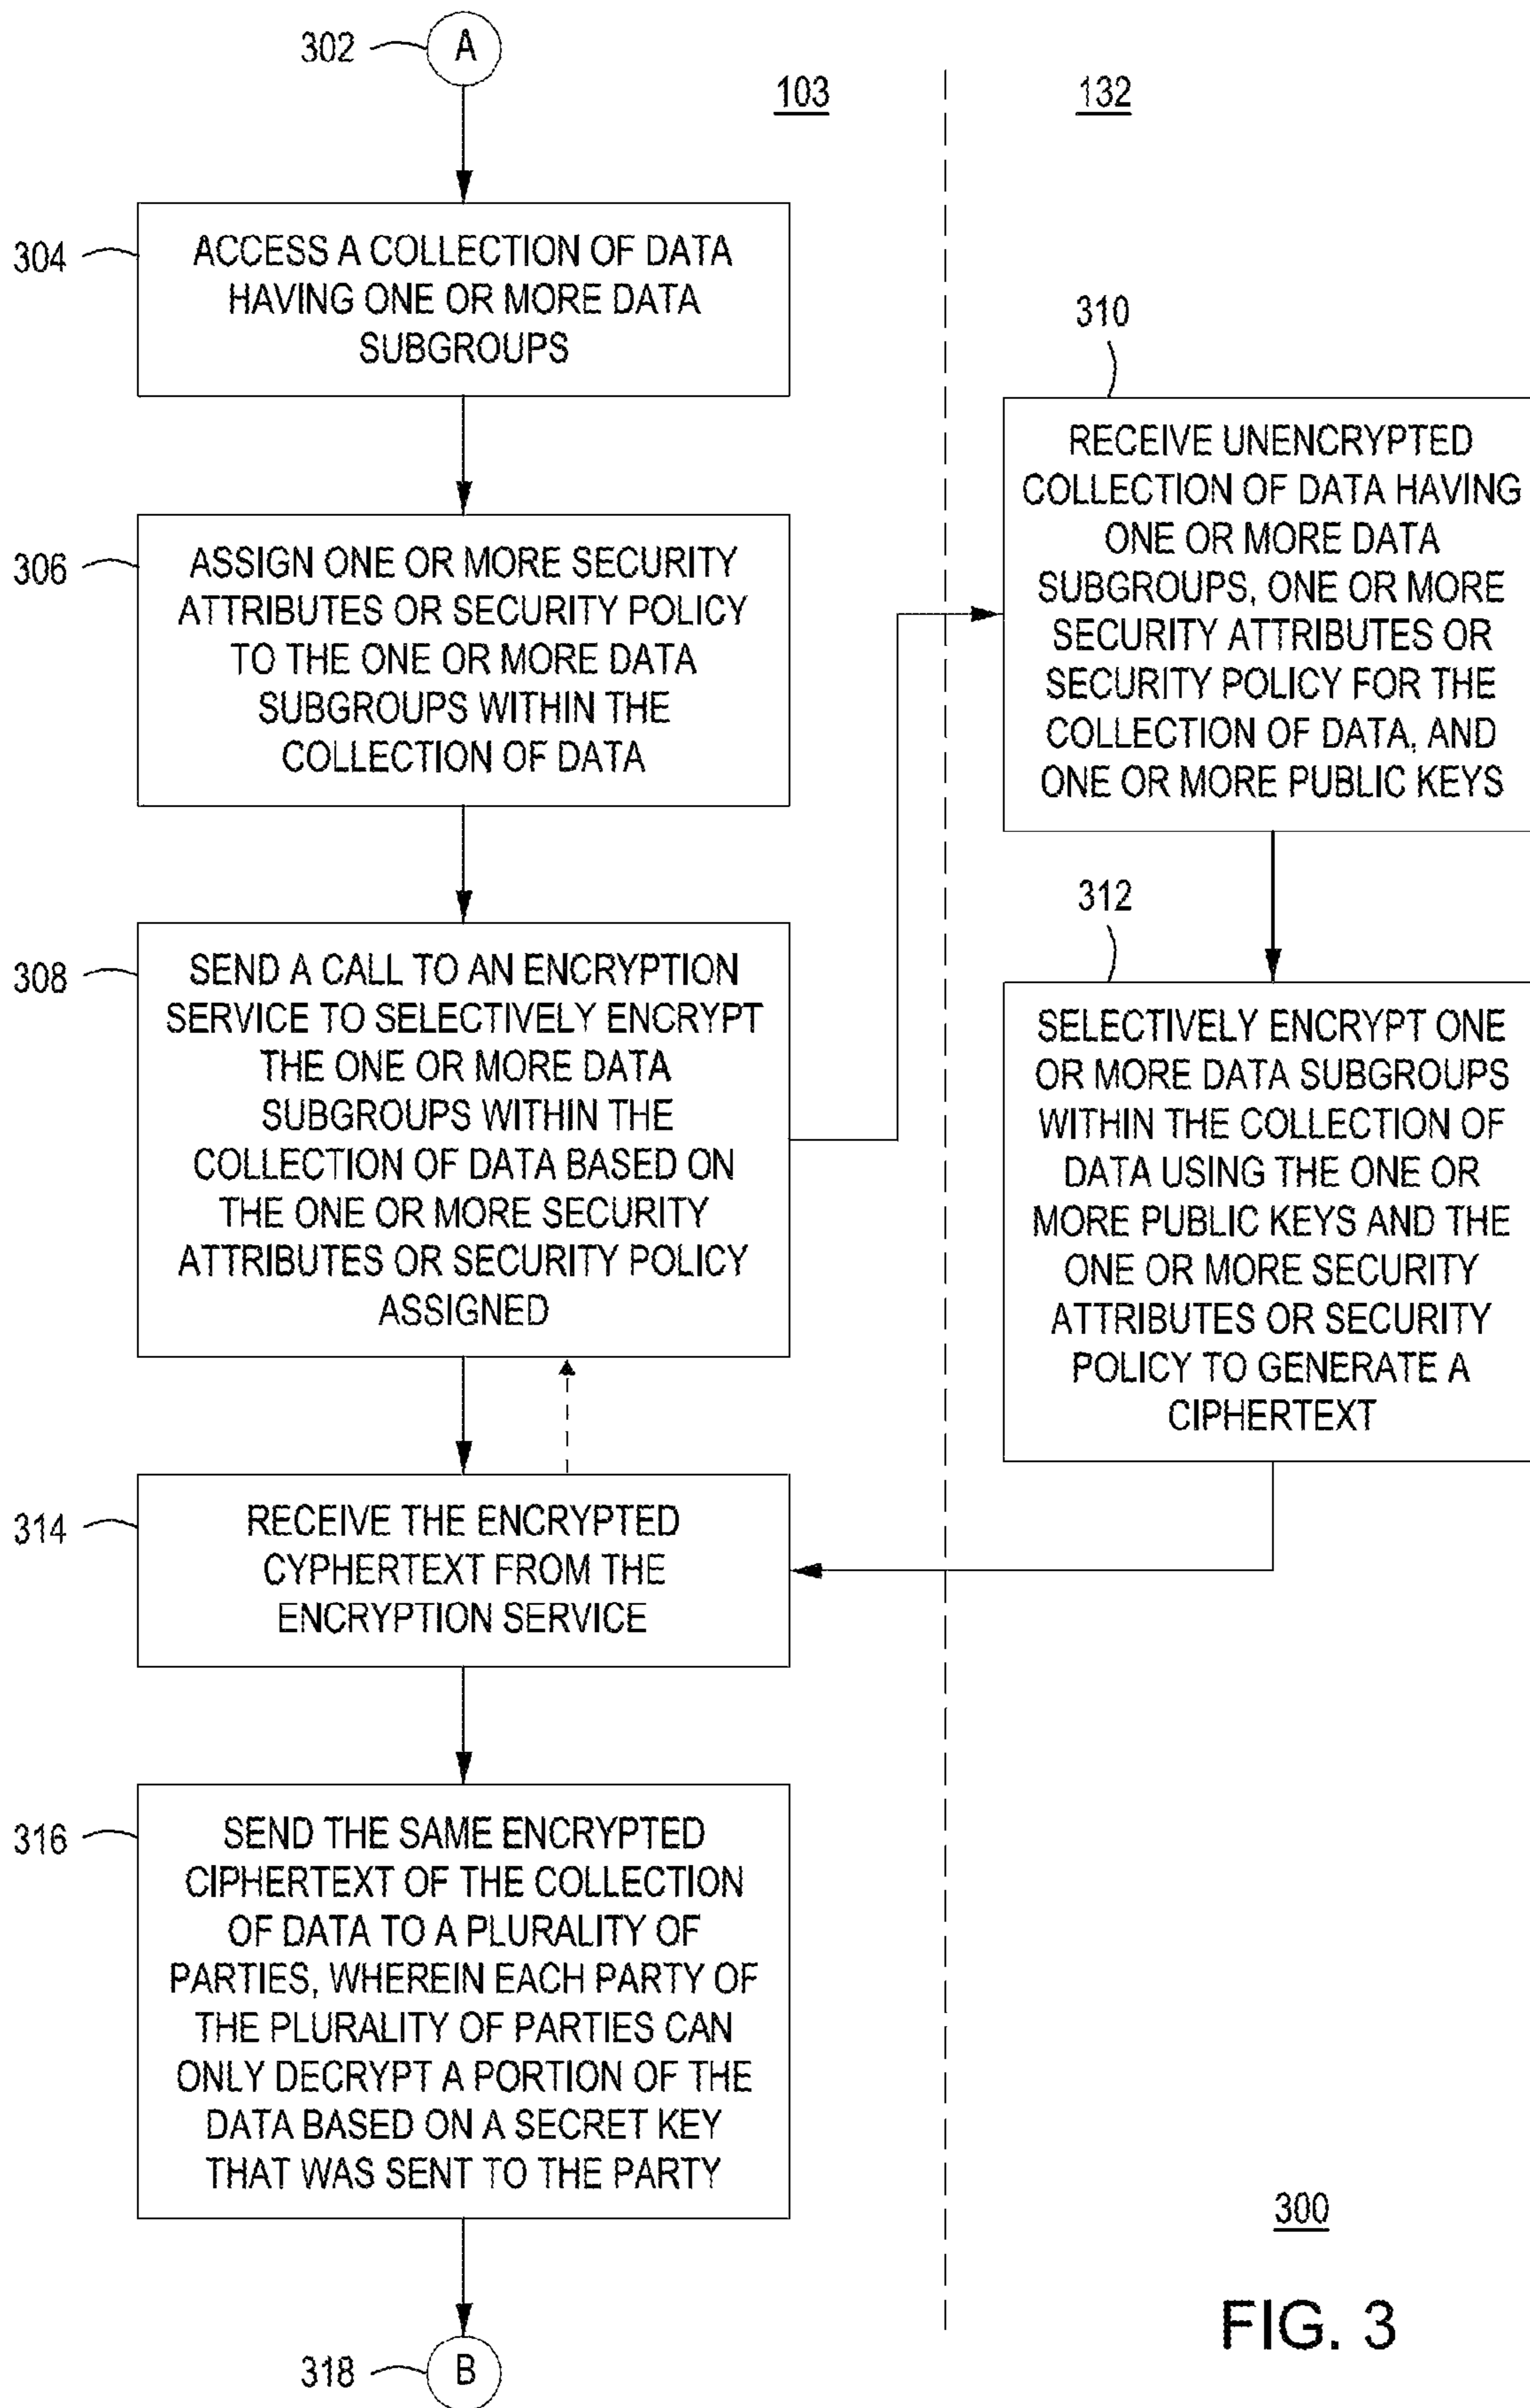 302
A
103
132
304
ACCESS A COLLECTION OF DATA
HAVING ONE OR MORE DATA
SUBGROUPS
306
ASSIGN ONE OR MORE SECURITY
ATTRIBUTES OR SECURITY POLICY
TO THE ONE OR MORE DATA
SUBGROUPS WITHIN THE
COLLECTION OF DATA
308
SEND A CALL TO AN ENCRYPTION
SERVICE TO SELECTIVELY ENCRYPT
THE ONE OR MORE DATA
SUBGROUPS WITHIN THE
COLLECTION OF DATA BASED ON
THE ONE OR MORE SECURITY
ATTRIBUTES OR SECURITY POLICY
ASSIGNED
310
RECEIVE UNENCRYPTED
COLLECTION OF DATA HAVING
ONE OR MORE DATA
SUBGROUPS, ONE OR MORE
SECURITY ATTRIBUTES OR
SECURITY POLICY FOR THE
COLLECTION OF DATA, AND
ONE OR MORE PUBLIC KEYS
312
SELECTIVELY ENCRYPT ONE
OR MORE DATA SUBGROUPS
WITHIN THE COLLECTION OF
DATA USING THE ONE OR
MORE PUBLIC KEYS AND THE
ONE OR MORE SECURITY
ATTRIBUTES OR SECURITY
POLICY TO GENERATE A
CIPHERTEXT
314
RECEIVE THE ENCRYPTED
CYPHERTEXT FROM THE
ENCRYPTION SERVICE
316
SEND THE SAME ENCRYPTED
CIPHERTEXT OF THE COLLECTION
OF DATA TO A PLURALITY OF
PARTIES, WHEREIN EACH PARTY OF
THE PLURALITY OF PARTIES CAN
ONLY DECRYPT A PORTION OF THE
DATA BASED ON A SECRET KEY
THAT WAS SENT TO THE PARTY
318
B
300
FIG. 3